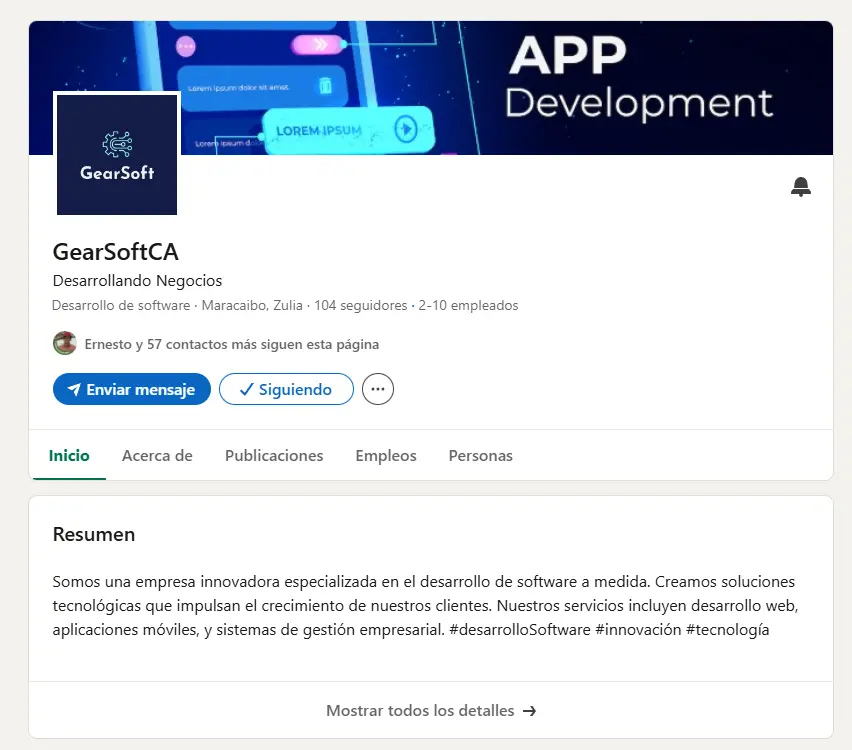 APP
Development
Lorem ipsum dolor sit amet.
LOREM IPSUM
Lorem ipsum d
GearSoft
GearSoftCA
Desarrollando Negocios
Desarrollo de software · Maracaibo, Zulia · 104 seguidores · 2-10 empleados
Ernesto y 57 contactos más siguen esta página
Enviar mensaje
Siguiendo
Inicio Acerca de Publicaciones Empleos Personas
Resumen
Somos una empresa innovadora especializada en el desarrollo de software a medida. Creamos soluciones
tecnológicas que impulsan el crecimiento de nuestros clientes. Nuestros servicios incluyen desarrollo web,
aplicaciones móviles, y sistemas de gestión empresarial. #desarrolloSoftware #innovación #tecnología
Mostrar todos los detalles →